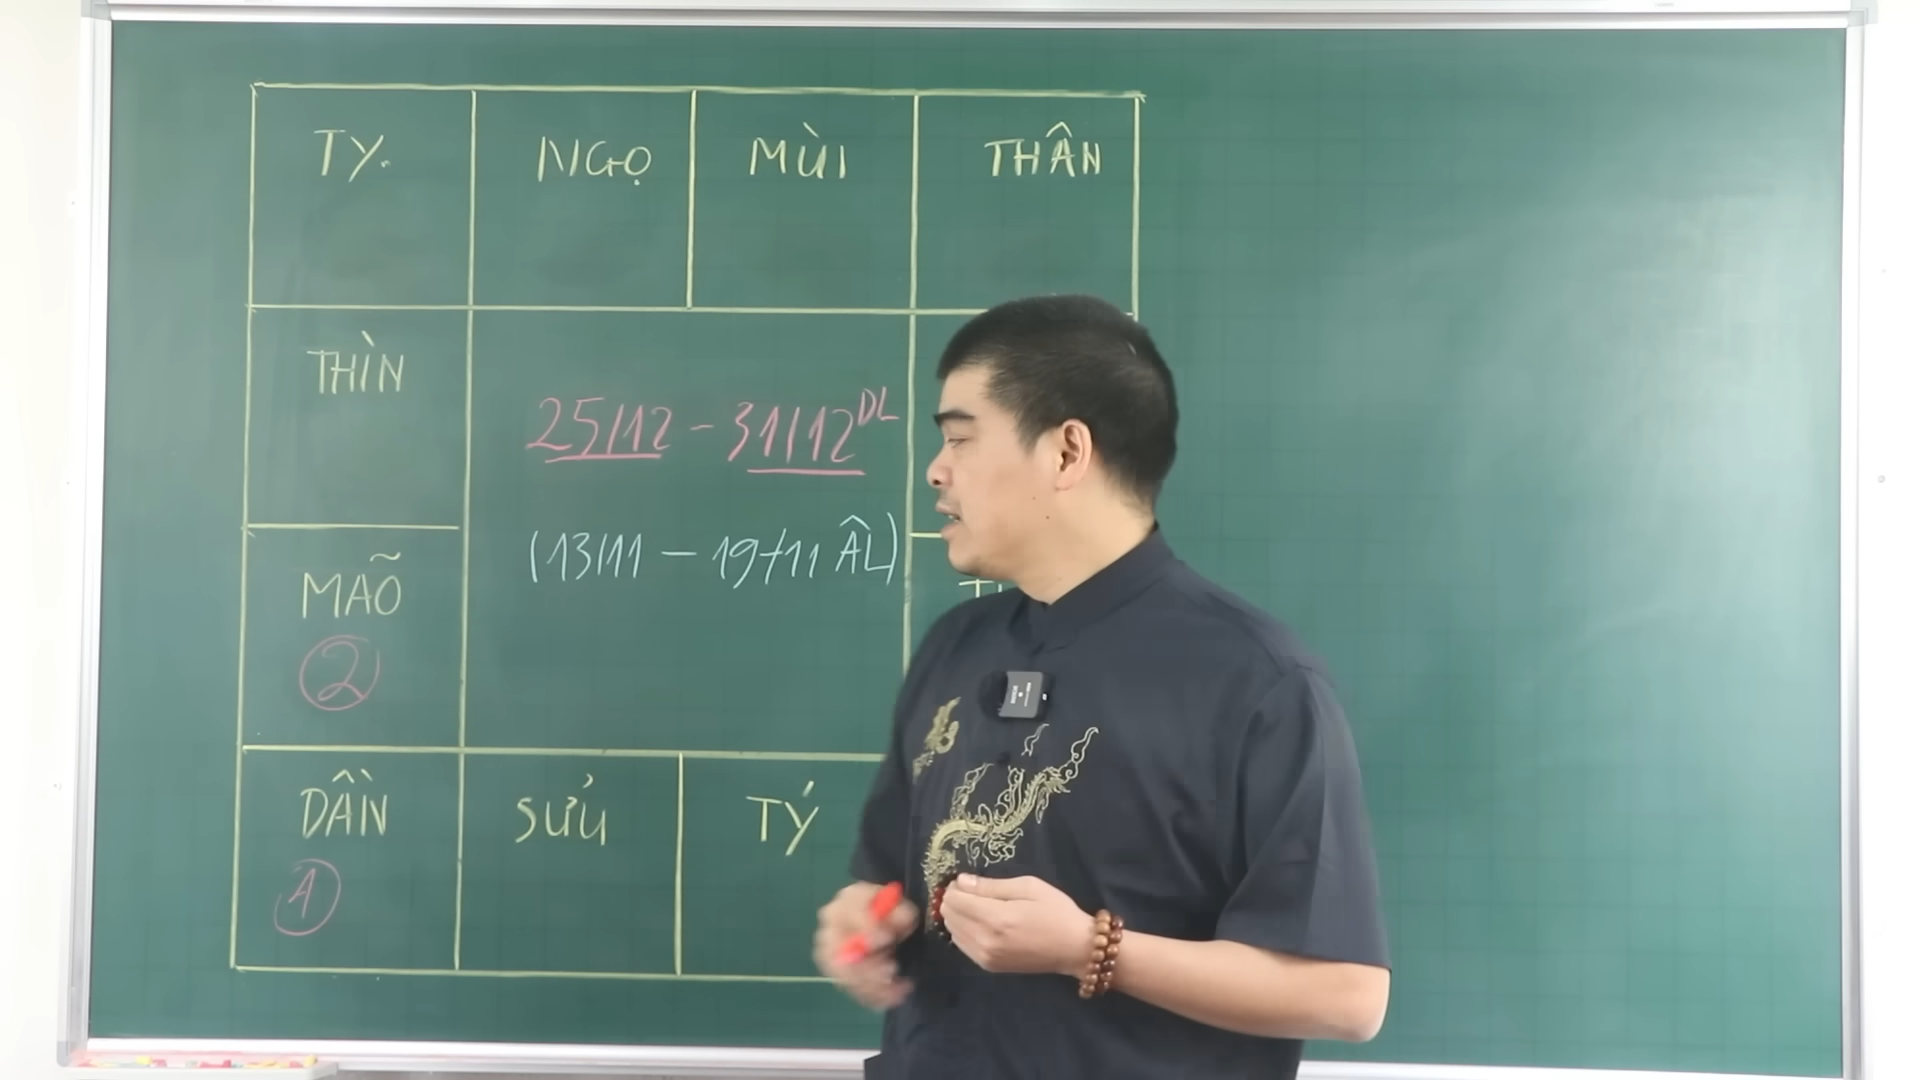 TỴ NGỌ MÙI THÂN
THÌN
25/12 - 31/12 DL
(13/11 - 19/11 ÂL)
MÃO
2
DẦN SỬU TÝ
1